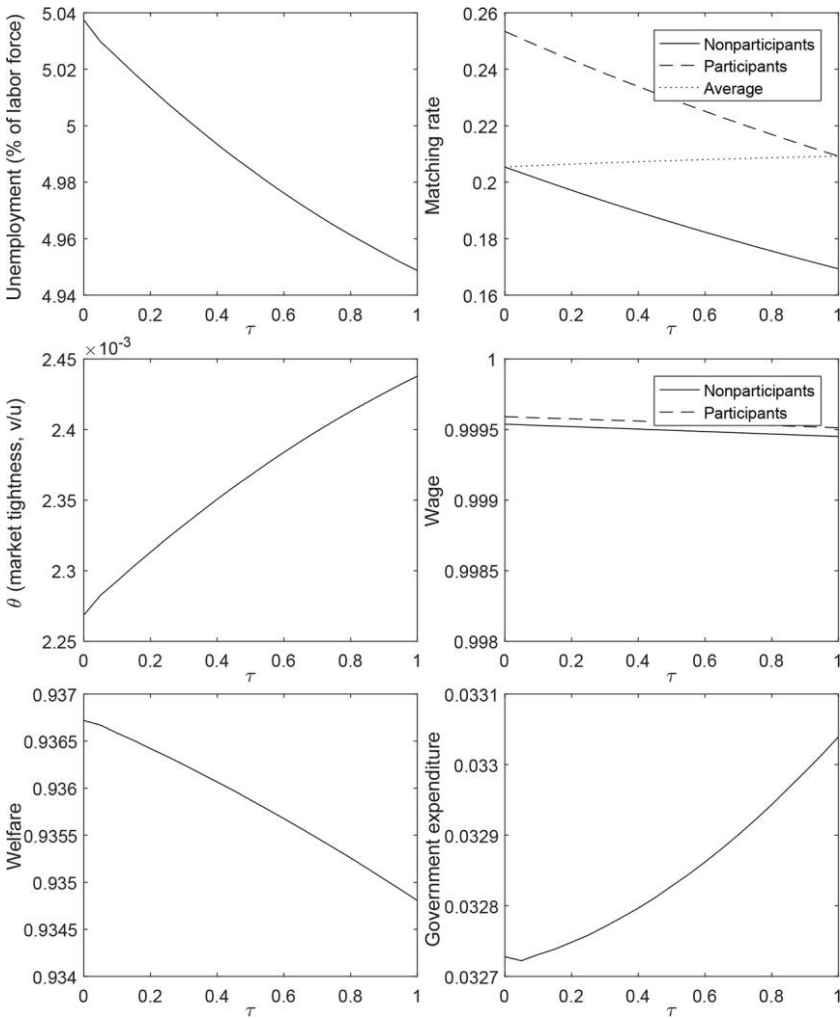 Unemployment (% of labor force)
5.04
5.02
5
4.98
4.96
4.94
0 0.2 0.4 0.6 0.8 1
τ
Matching rate
0.26
0.24
0.22
0.2
0.18
0.16
Nonparticipants
Participants
Average
0 0.2 0.4 0.6 0.8 1
τ
θ (market tightness, v/u)
×10⁻³
2.45
2.4
2.35
2.3
2.25
0 0.2 0.4 0.6 0.8 1
τ
Wage
1
0.9995
0.999
0.9985
0.998
Nonparticipants
Participants
0 0.2 0.4 0.6 0.8 1
τ
Welfare
0.937
0.9365
0.936
0.9355
0.935
0.9345
0.934
0 0.2 0.4 0.6 0.8 1
τ
Government expenditure
0.0331
0.033
0.0329
0.0328
0.0327
0 0.2 0.4 0.6 0.8 1
τ